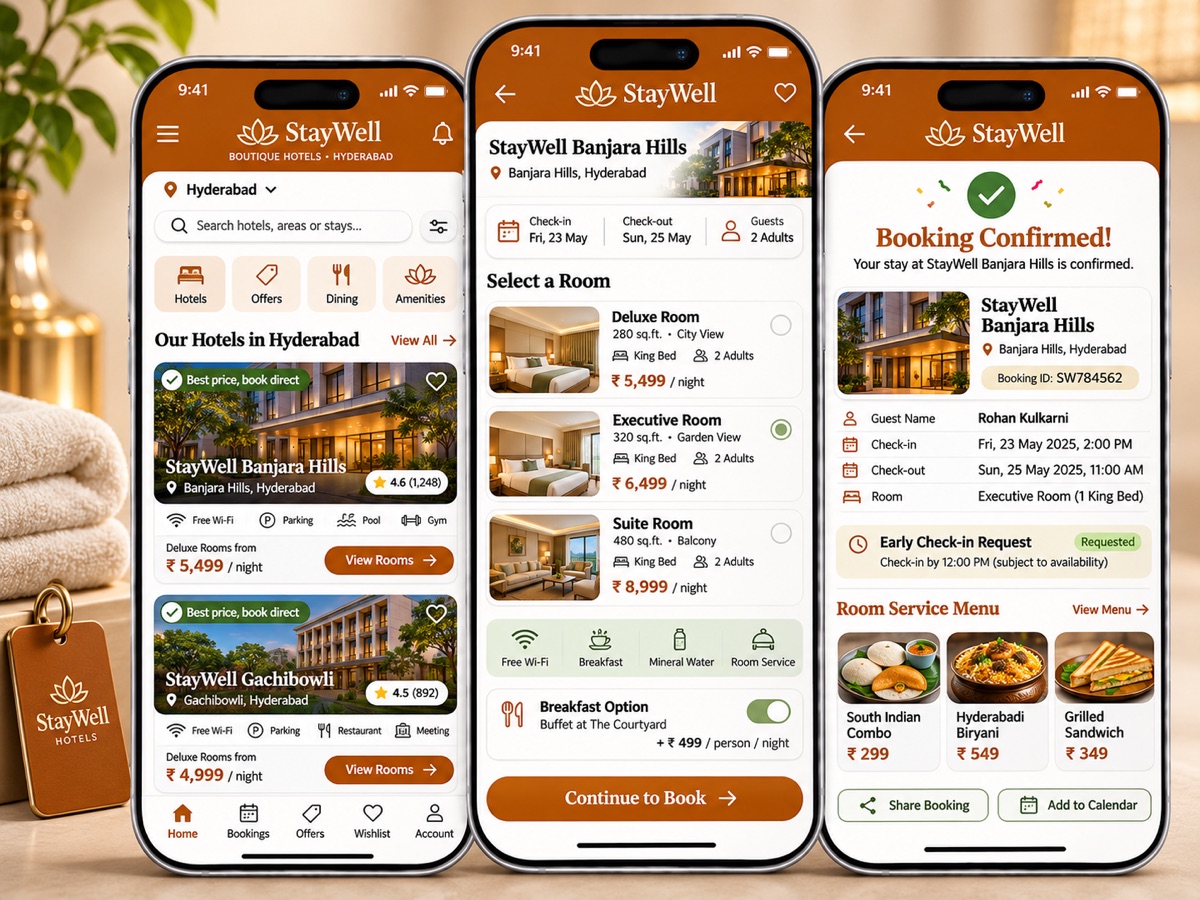 9:41
StayWell
BOUTIQUE HOTELS • HYDERABAD
Hyderabad
Search hotels, areas or stays...
Hotels
Offers
Dining
Amenities
Our Hotels in Hyderabad
View All →
Best price, book direct
StayWell Banjara Hills
Banjara Hills, Hyderabad
4.6 (1,248)
Free Wi-Fi
P
Parking
Pool
Gym
Deluxe Rooms from
₹ 5,499 / night
View Rooms →
Best price, book direct
StayWell Gachibowli
Gachibowli, Hyderabad
4.5 (892)
Free Wi-Fi
P
Parking
Restaurant
Meeting
Deluxe Rooms from
₹ 4,999 / night
View Rooms →
Home
Bookings
Offers
Wishlist
Account
StayWell
HOTELS
9:41
StayWell
StayWell Banjara Hills
Banjara Hills, Hyderabad
Check-in
Fri, 23 May
Check-out
Sun, 25 May
Guests
2 Adults
Select a Room
Deluxe Room
280 sq.ft. • City View
King Bed
2 Adults
₹ 5,499 / night
Executive Room
320 sq.ft. • Garden View
King Bed
2 Adults
₹ 6,499 / night
Suite Room
480 sq.ft. • Balcony
King Bed
2 Adults
₹ 8,999 / night
Free Wi-Fi
Breakfast
Mineral Water
Room Service
Breakfast Option
Buffet at The Courtyard
+ ₹ 499 / person / night
Continue to Book →
9:41
StayWell
Booking Confirmed!
Your stay at StayWell Banjara Hills is confirmed.
StayWell
Banjara Hills
Banjara Hills, Hyderabad
Booking ID: SW784562
Guest Name
Rohan Kulkarni
Check-in
Fri, 23 May 2025, 2:00 PM
Check-out
Sun, 25 May 2025, 11:00 AM
Room
Executive Room (1 King Bed)
Early Check-in Request
Requested
Check-in by 12:00 PM (subject to availability)
Room Service Menu
View Menu →
South Indian
Combo
₹ 299
Hyderabadi
Biryani
₹ 549
Grilled
Sandwich
₹ 349
Share Booking
Add to Calendar